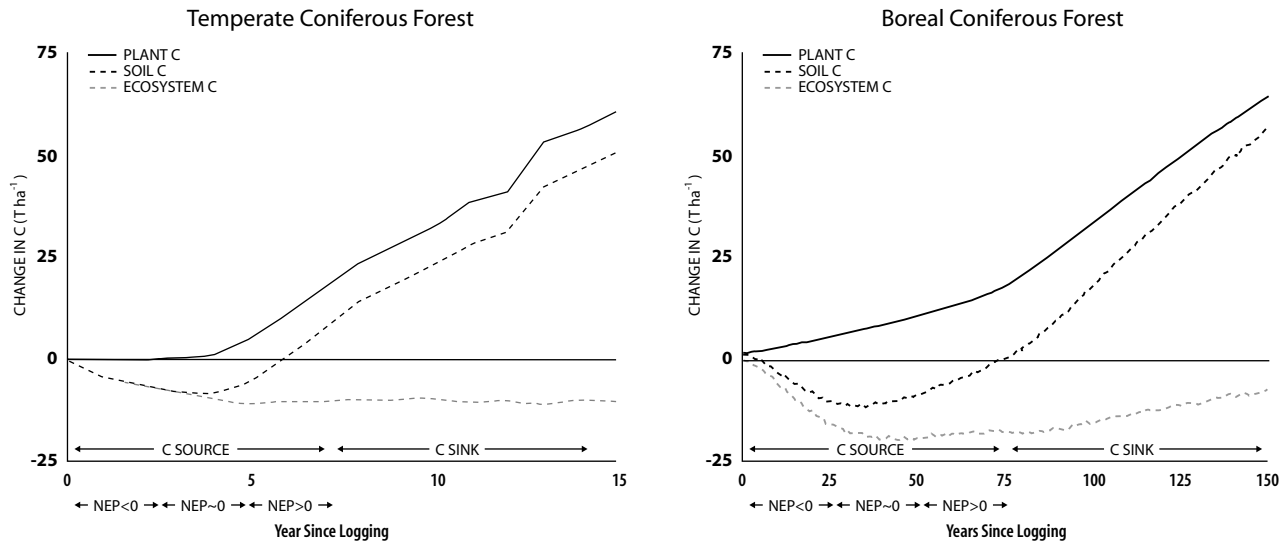 Temperate Coniferous Forest
75
50
25
0
-25
CHANGE IN C (T ha-1)
PLANT C
SOIL C
ECOSYSTEM C
C SOURCE
C SINK
0
5
10
15
NEP<0
NEP~0
NEP>0
Year Since Logging
Boreal Coniferous Forest
75
50
25
0
-25
CHANGE IN C (T ha-1)
PLANT C
SOIL C
ECOSYSTEM C
C SOURCE
C SINK
0
25
50
75
100
125
150
NEP<0
NEP~0
NEP>0
Years Since Logging